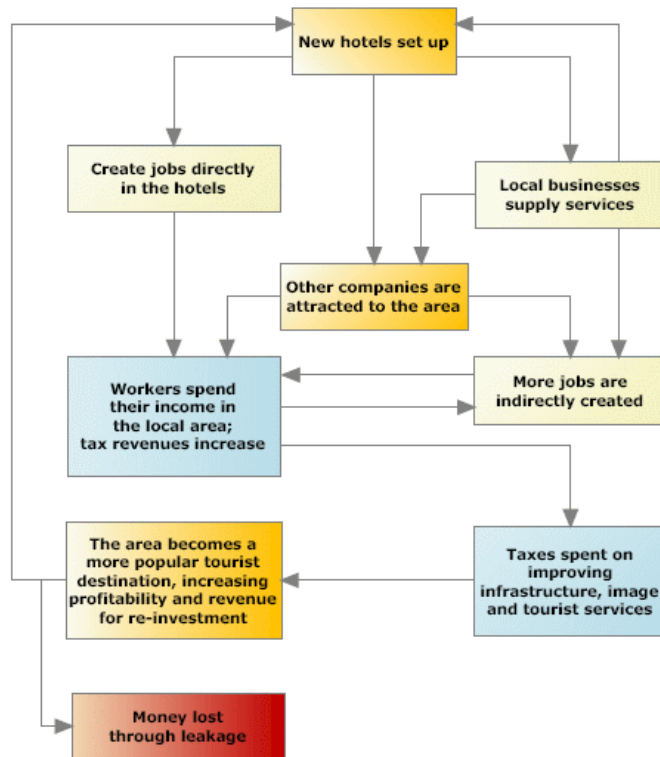 New hotels set up
Create jobs directly
in the hotels
Local businesses
supply services
Other companies are
attracted to the area
Workers spend
their income in
the local area;
tax revenues increase
More jobs are
indirectly created
The area becomes a
more popular tourist
destination, increasing
profitability and revenue
for re-investment
Taxes spent on
improving
infrastructure, image
and tourist services
Money lost
through leakage